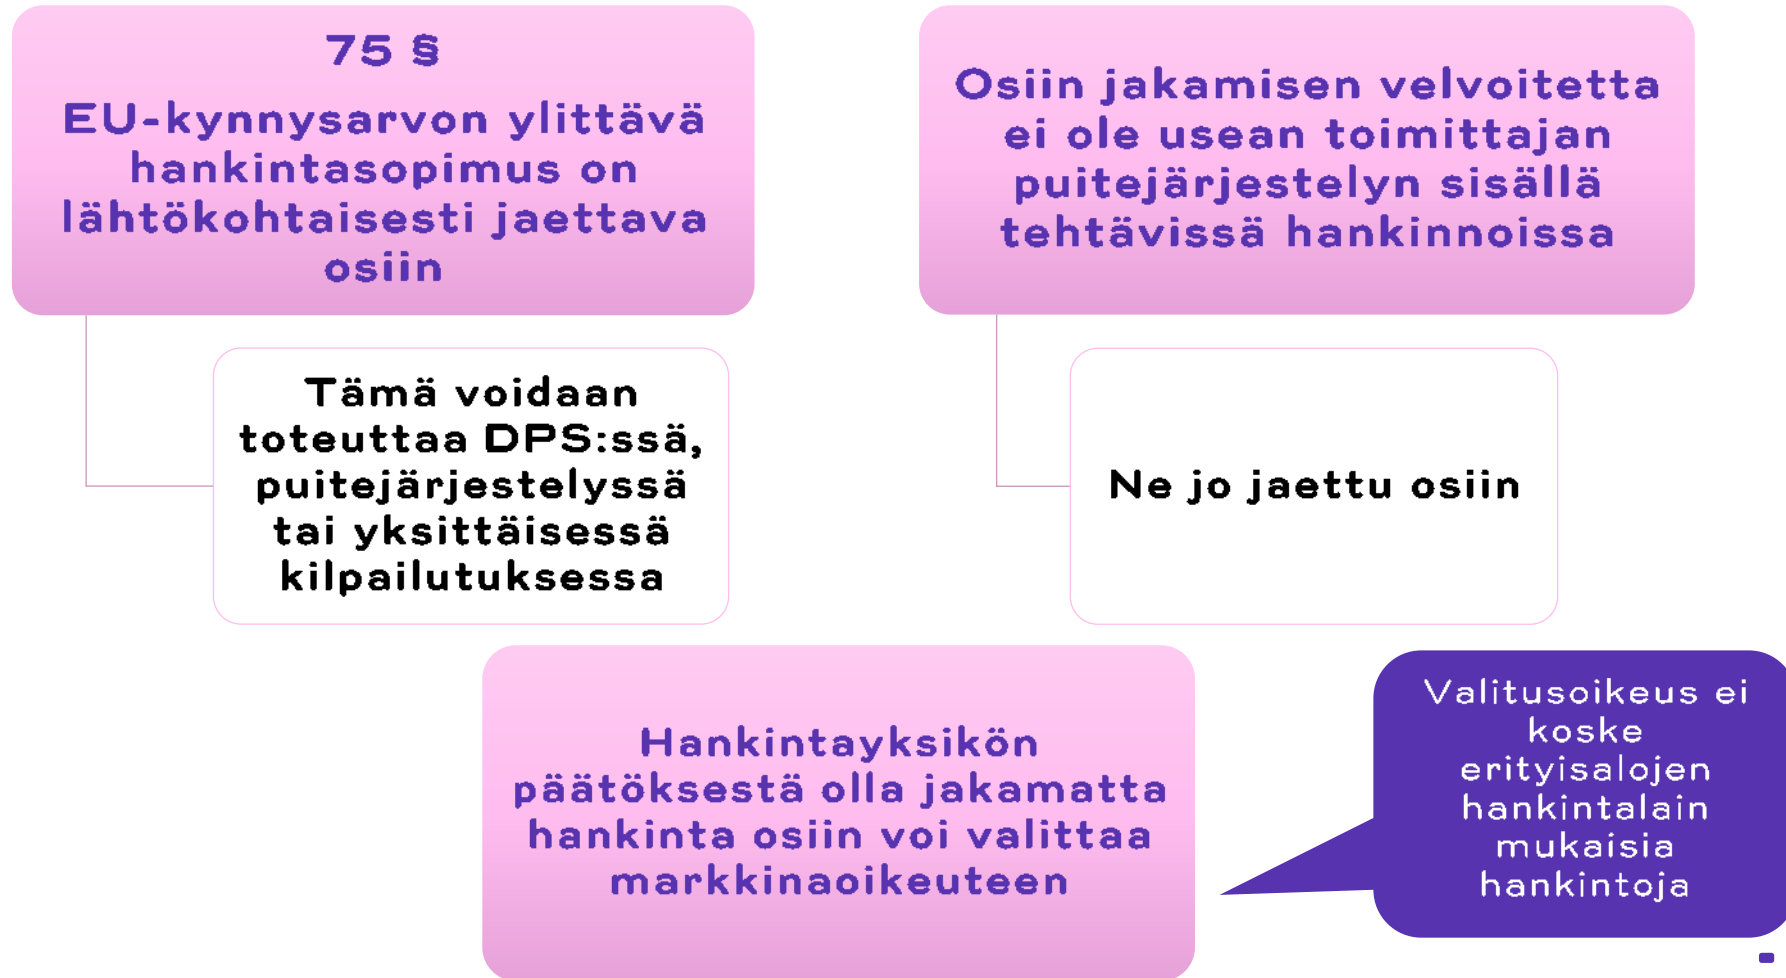 75 §
EU-kynnysarvon ylittävä
hankintasopimus on
lähtökohtaisesti jaettava
osiin
Tämä voidaan
toteuttaa DPS:ssä,
puitejärjestelyssä
tai yksittäisessä
kilpailutuksessa
Osiin jakamisen velvoitetta
ei ole usean toimittajan
puitejärjestelyn sisällä
tehtävissä hankinnoissa
Ne jo jaettu osiin
Hankintayksikön
päätöksestä olla jakamatta
hankinta osiin voi valittaa
markkinaoikeuteen
Valitusoikeus ei
koske
erityisalojen
hankintalain
mukaisia
hankintoja